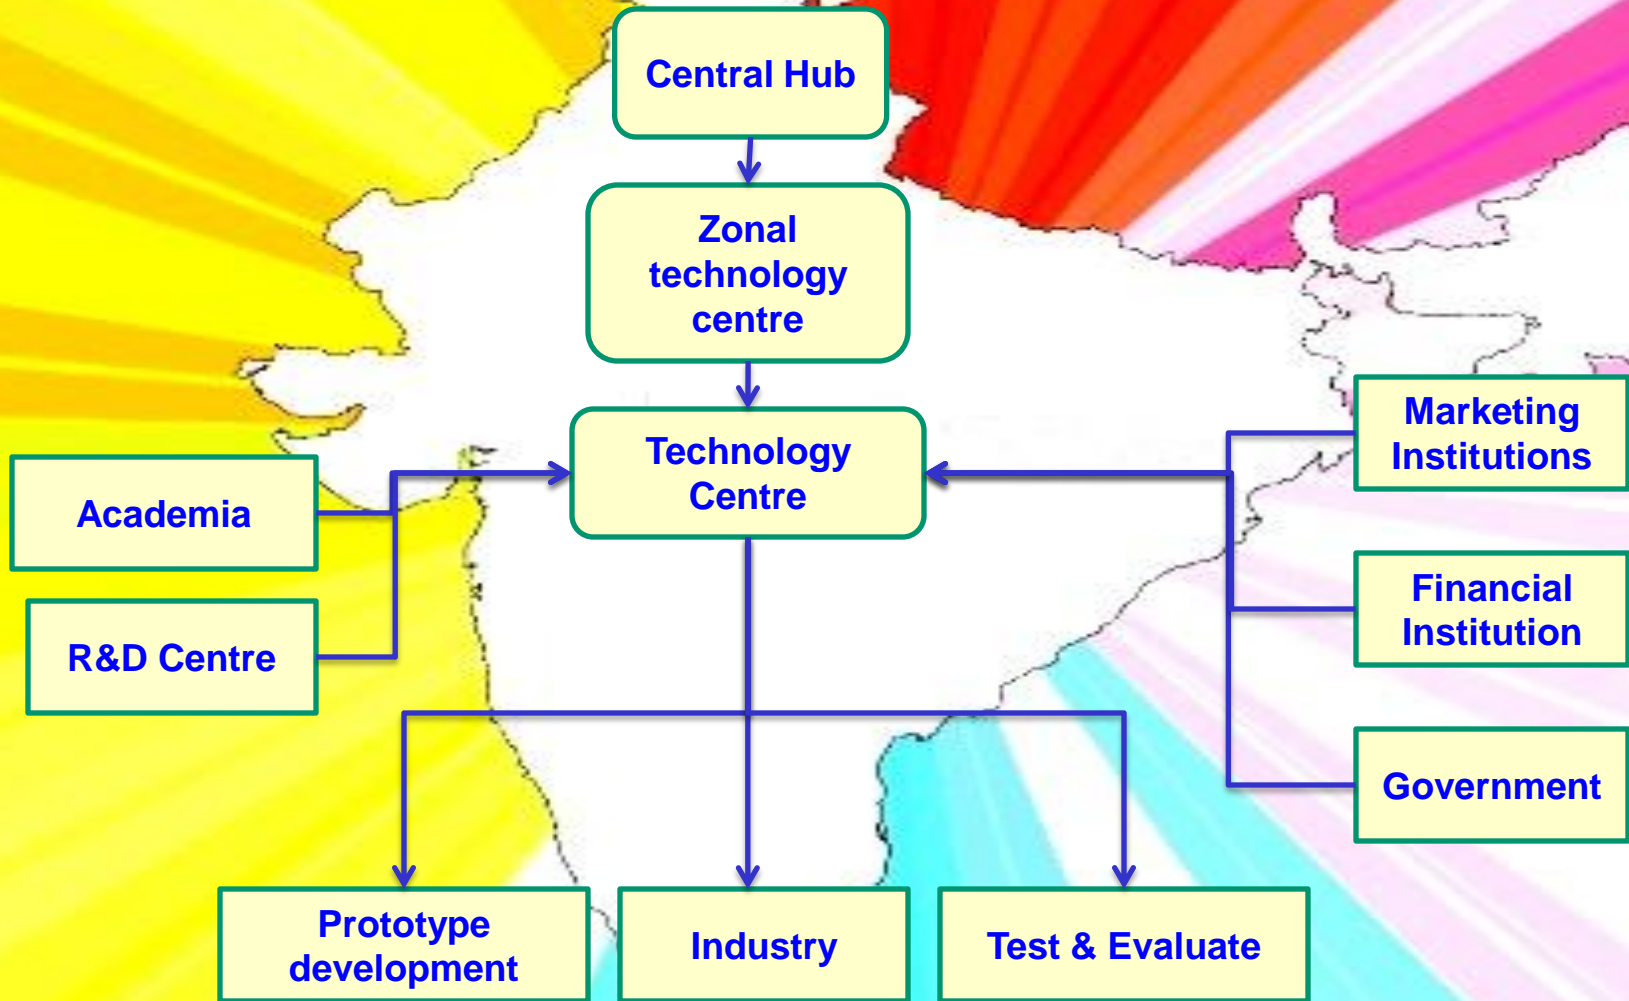 Central Hub
Zonal
technology
centre
Technology
Centre
Marketing
Institutions
Academia
Financial
Institution
R&D Centre
Government
Prototype
development
Industry
Test & Evaluate